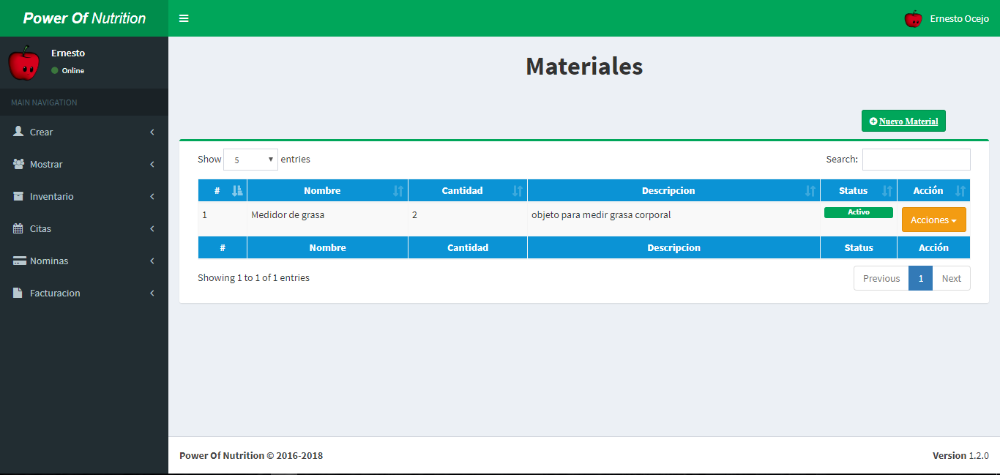 Power Of Nutrition
Ernesto Ocejo
Ernesto
Online
MAIN NAVIGATION
Crear
Mostrar
Inventario
Citas
Nominas
Facturacion
Materiales
Nuevo Material
Show 5 entries
Search:
# Nombre Cantidad Descripcion Status Acción
1 Medidor de grasa 2 objeto para medir grasa corporal Activo Acciones
# Nombre Cantidad Descripcion Status Acción
Showing 1 to 1 of 1 entries
Previous 1 Next
Power Of Nutrition © 2016-2018
Version 1.2.0